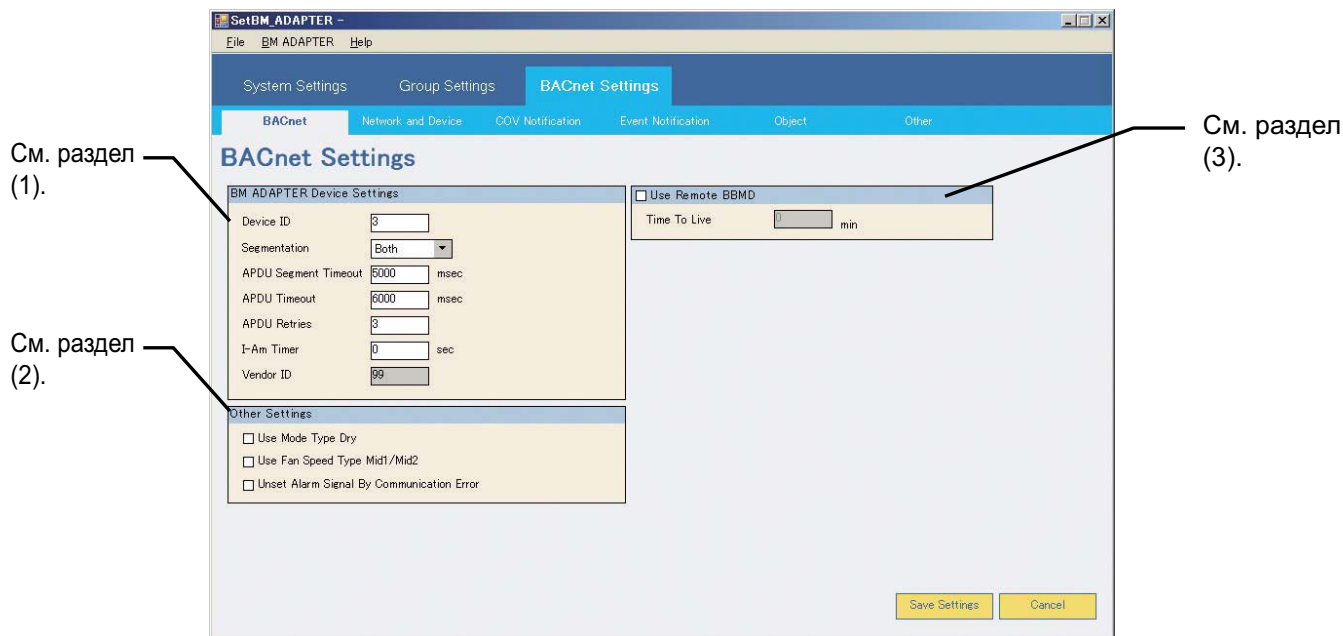 SetBM_ADAPTER -
File BM ADAPTER Help
System Settings Group Settings BACnet Settings
BACnet Network and Device COV Notification Event Notification Object Other
BACnet Settings
См. раздел
(1).
BM ADAPTER Device Settings
Device ID 3
Segmentation Both
APDU Segment Timeout 5000 msec
APDU Timeout 6000 msec
APDU Retries 3
I-Am Timer 0 sec
Vendor ID 99
См. раздел
(2).
Other Settings
Use Mode Type Dry
Use Fan Speed Type Mid1/Mid2
Unset Alarm Signal By Communication Error
См. раздел
(3).
Use Remote BBMD
Time To Live 0 min
Save Settings Cancel